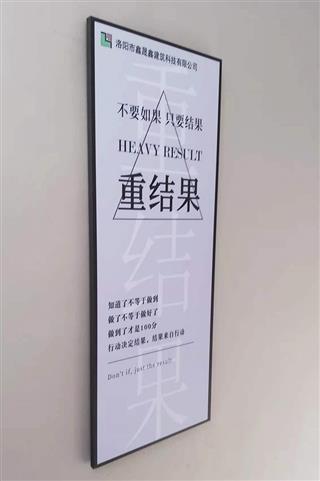 洛阳市鑫晟鑫建筑科技有限公司
不要如果 只要结果
HEAVY RESULT
重结果
知道了不等于做到
做了不等于做好了
做到了才是100分
行动决定结果，结果来自行动
Don't if, just the result
重结果